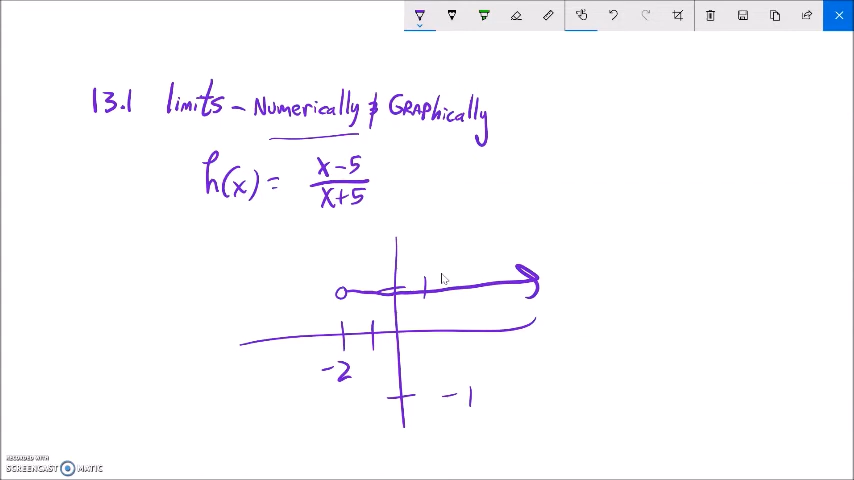 13.1 limits - Numerically & GRAPhically
h(x) = x-5
x+5
-2
-1
RECORDED WITH
SCREENCAST MATIC